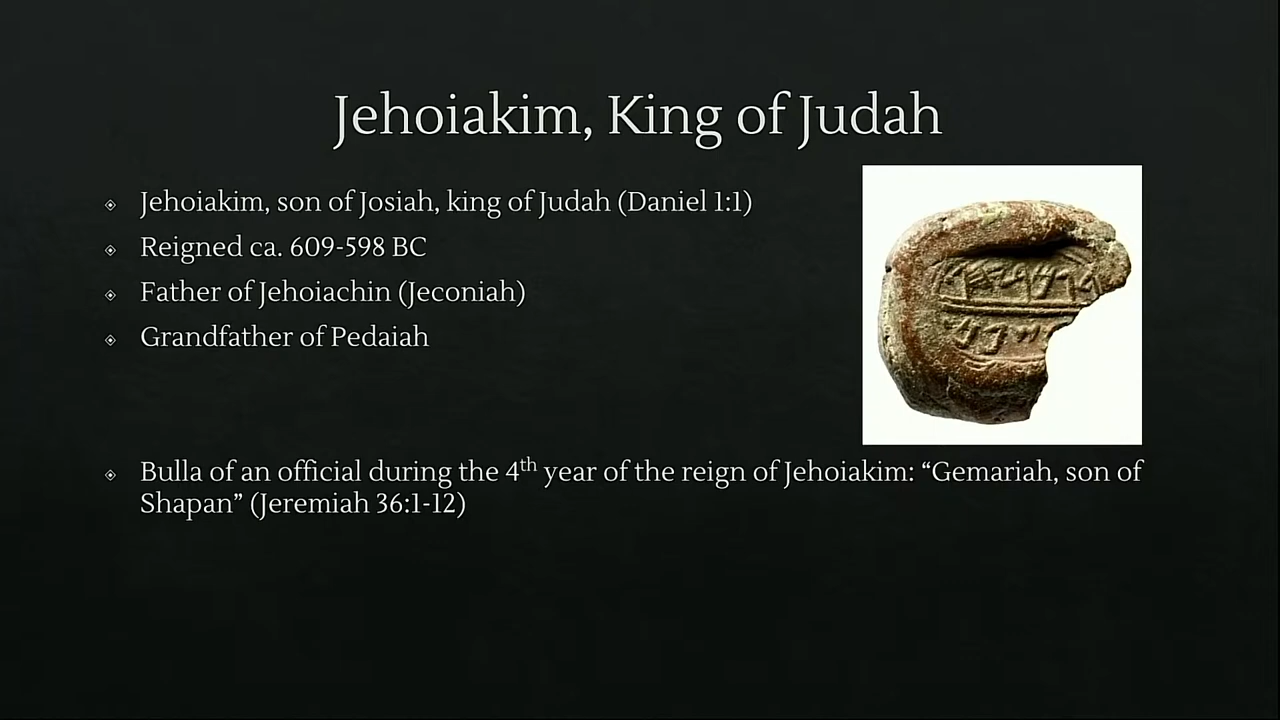 Jehoiakim, King of Judah
Jehoiakim, son of Josiah, king of Judah (Daniel 1:1)
Reigned ca. 609-598 BC
Father of Jehoiachin (Jeconiah)
Grandfather of Pedaiah
Bulla of an official during the 4th year of the reign of Jehoiakim: “Gemariah, son of
Shapan” (Jeremiah 36:1-12)